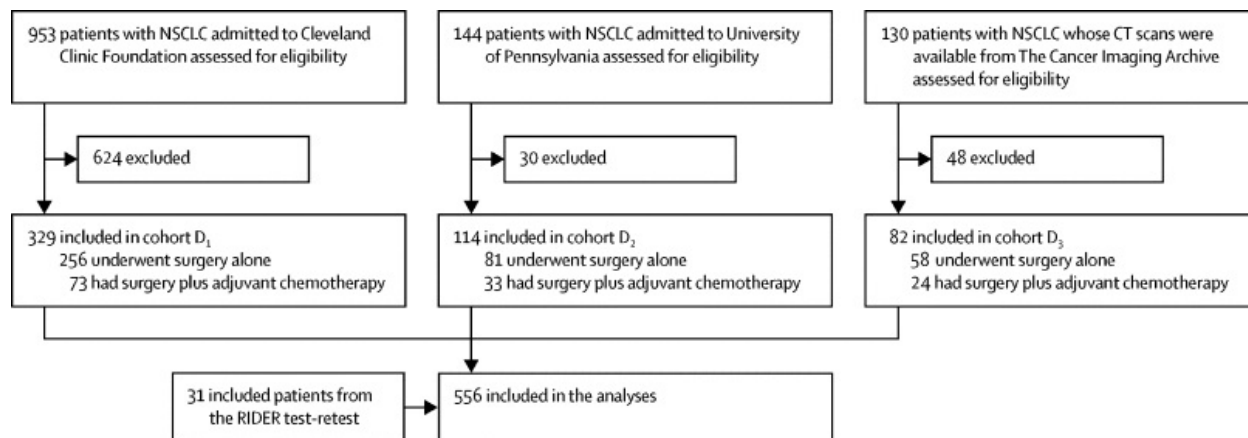 953 patients with NSCLC admitted to Cleveland
Clinic Foundation assessed for eligibility
144 patients with NSCLC admitted to University
of Pennsylvania assessed for eligibility
130 patients with NSCLC whose CT scans were
available from The Cancer Imaging Archive
assessed for eligibility
624 excluded
30 excluded
48 excluded
329 included in cohort D₁
256 underwent surgery alone
73 had surgery plus adjuvant chemotherapy
114 included in cohort D₂
81 underwent surgery alone
33 had surgery plus adjuvant chemotherapy
82 included in cohort D₃
58 underwent surgery alone
24 had surgery plus adjuvant chemotherapy
31 included patients from
the RIDER test-retest
556 included in the analyses